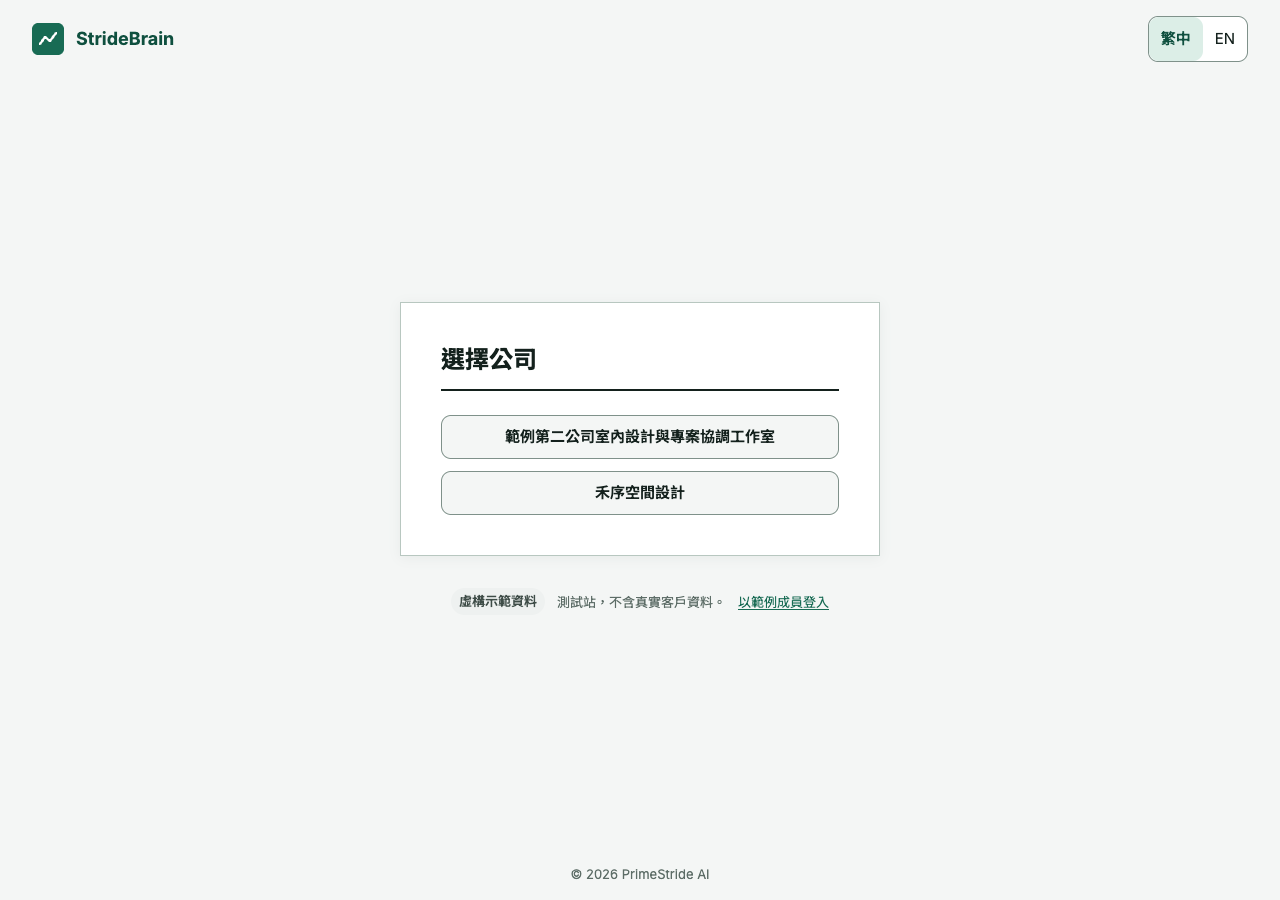 StrideBrain
繁中 EN
選擇公司
範例第二公司室內設計與專案協調工作室
禾序空間設計
虛構示範資料 測試站，不含真實客戶資料。 以範例成員登入
© 2026 PrimeStride AI